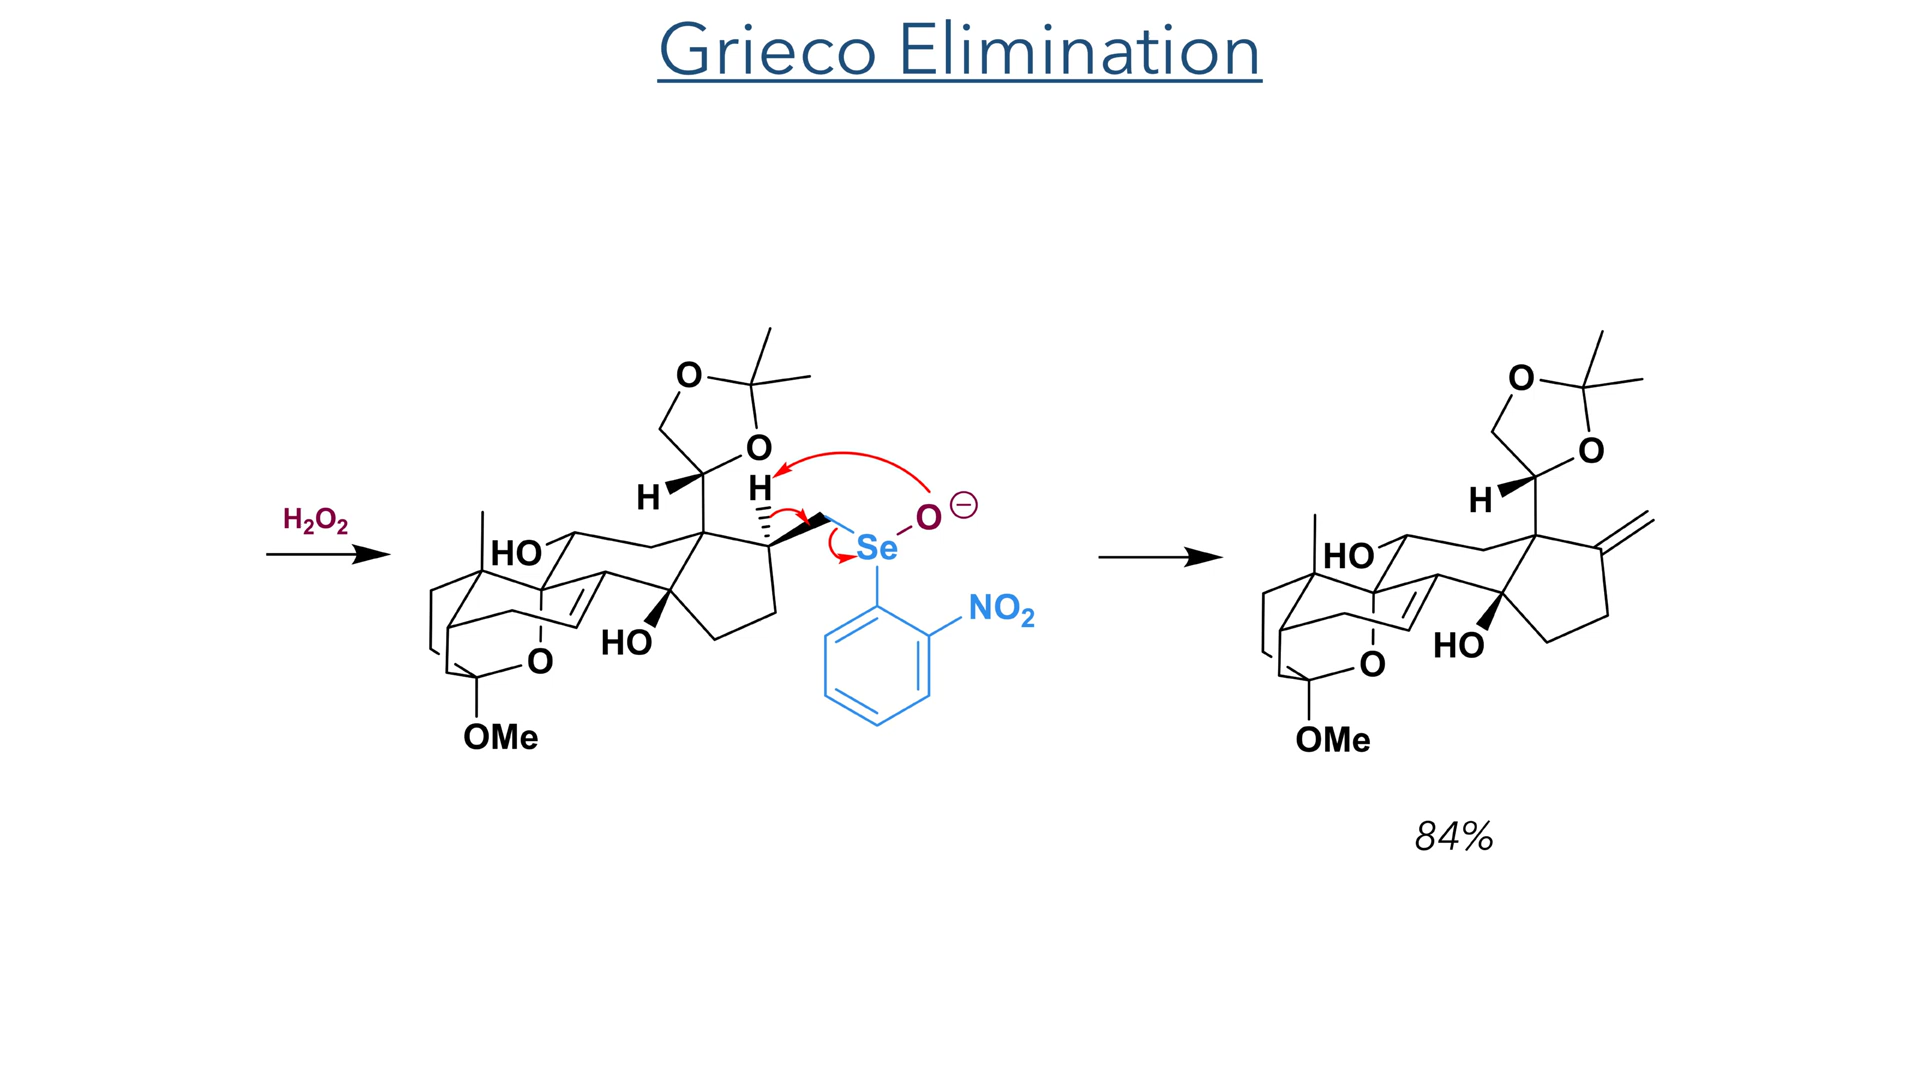 Grieco Elimination
H₂O₂
O
O
H
H
O ⊖
HO
Se
NO₂
HO
O
OMe
O
O
H
HO
HO
O
OMe
84%